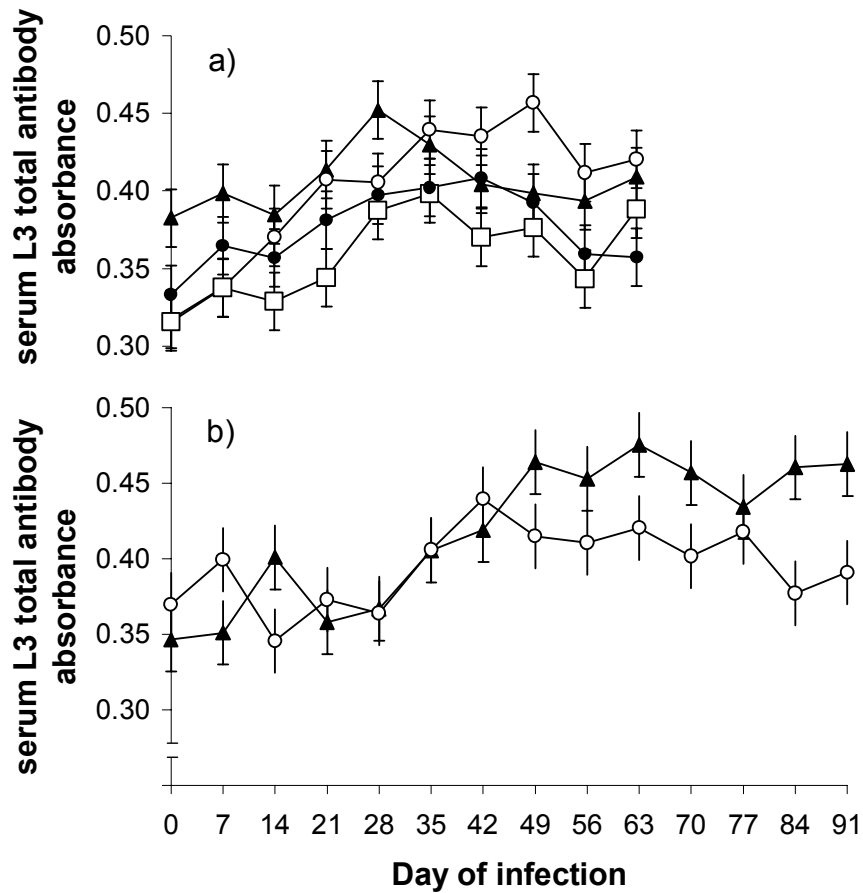 serum L3 total antibody
absorbance
a)
0.50
0.45
0.40
0.35
0.30
serum L3 total antibody
absorbance
b)
0.50
0.45
0.40
0.35
0.30
0 7 14 21 28 35 42 49 56 63 70 77 84 91
Day of infection